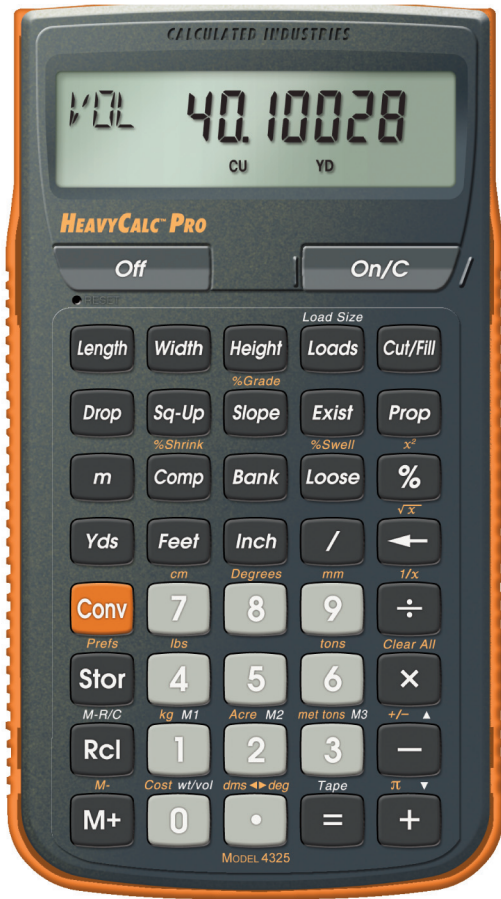 CALCULATED INDUSTRIES
VOL 40.10028
CU YD
HEAVYCALC™ PRO
Off On/C
RESET
Load Size
Length Width Height Loads Cut/Fill
%Grade
Drop Sq-Up Slope Exist Prop
%Shrink %Swell x²
m Comp Bank Loose %
√x
Yds Feet Inch / ←
cm Degrees mm 1/x
Conv 7 8 9 ÷
Prefs lbs tons Clear All
Stor 4 5 6 ×
M-R/C kg M1 Acre M2 met tons M3 +/− ▲
Rcl 1 2 3 −
M- Cost wt/vol dms ◄► deg Tape π ▼
M+ 0 • = +
MODEL 4325